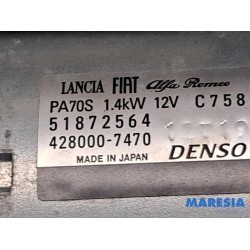 LANCIA FIAT Alfa Romeo
PA70S 1.4kW 12V C758
51872564
428000-7470
MADE IN JAPAN DENSO
MARESIA